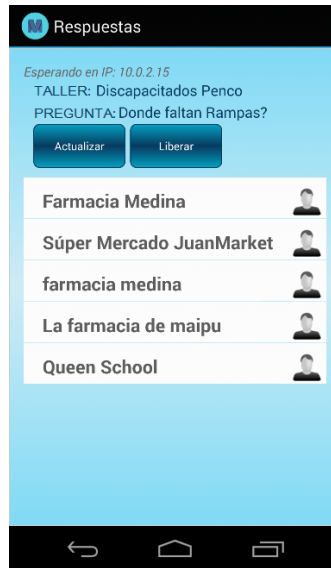 M Respuestas
Esperando en IP: 10.0.2.15
TALLER: Discapacitados Penco
PREGUNTA: Donde faltan Rampas?
Actualizar Liberar
Farmacia Medina
Súper Mercado JuanMarket
farmacia medina
La farmacia de maipu
Queen School